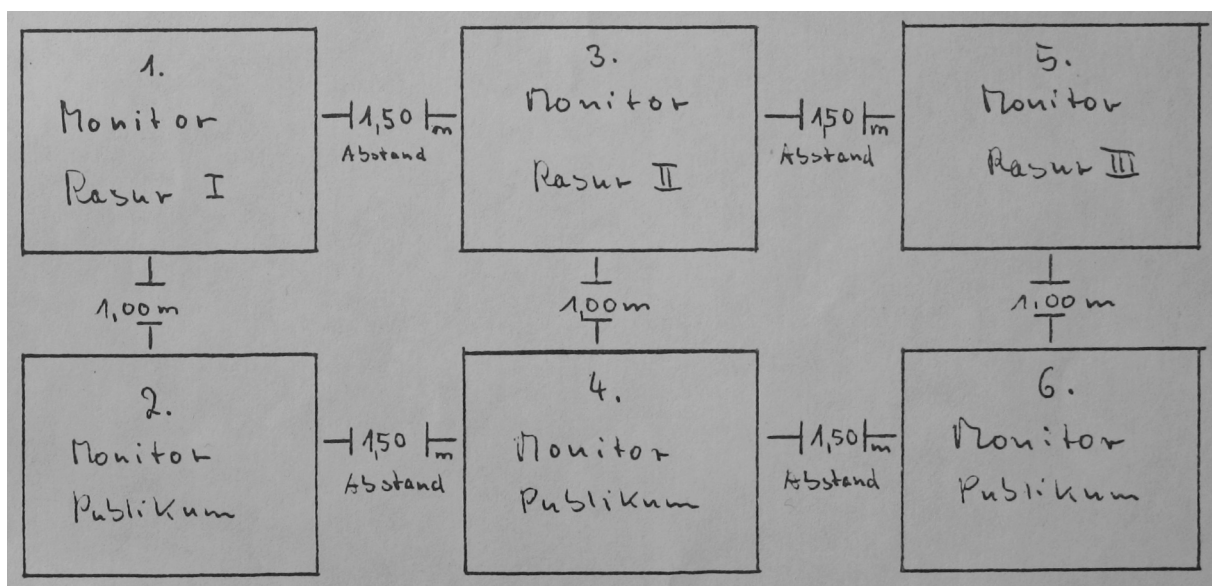 1.
Monitor
Rasur I
1,50 m
Abstand
3.
Monitor
Rasur II
1,50 m
Abstand
5.
Monitor
Rasur III
1,00 m
1,00 m
1,00 m
2.
Monitor
Publikum
1,50 m
Abstand
4.
Monitor
Publikum
1,50 m
Abstand
6.
Monitor
Publikum